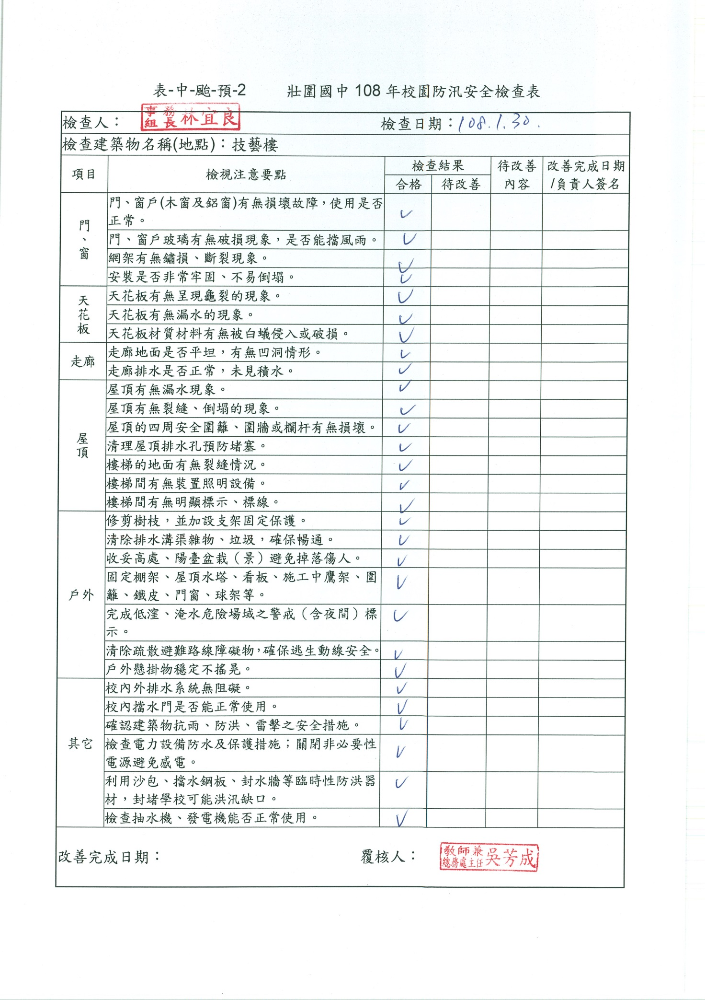 表-中-颱-預-2 壯圍國中 108 年校園防汛安全檢查表
檢查人： 事務組長 林宜良 檢查日期：108.1.30.
檢查建築物名稱(地點)：技藝樓
項目 檢視注意要點 檢查結果 待改善內容 改善完成日期/負責人簽名
合格 待改善
門、窗
門、窗戶(木窗及鋁窗)有無損壞故障，使用是否
正常。 ✓
門、窗戶玻璃有無破損現象，是否能擋風雨。 ✓
網架有無鏽損、斷裂現象。 ✓
安裝是否非常牢固、不易倒塌。 ✓
天花板
天花板有無呈現龜裂的現象。 ✓
天花板有無漏水的現象。 ✓
天花板材質材料有無被白蟻侵入或破損。 ✓
走廊
走廊地面是否平坦，有無凹洞情形。 ✓
走廊排水是否正常，未見積水。 ✓
屋頂
屋頂有無漏水現象。 ✓
屋頂有無裂縫、倒塌的現象。 ✓
屋頂的四周安全圍籬、圍牆或欄杆有無損壞。 ✓
清理屋頂排水孔預防堵塞。 ✓
樓梯的地面有無裂縫情況。 ✓
樓梯間有無裝置照明設備。 ✓
樓梯間有無明顯標示、標線。 ✓
戶外
修剪樹枝，並加設支架固定保護。 ✓
清除排水溝渠雜物、垃圾，確保暢通。 ✓
收妥高處、陽臺盆栽（景）避免掉落傷人。 ✓
固定棚架、屋頂水塔、看板、施工中鷹架、圍
籬、鐵皮、門窗、球架等。 ✓
完成低窪、淹水危險場域之警戒（含夜間）標
示。 ✓
清除疏散避難路線障礙物，確保逃生動線安全。 ✓
戶外懸掛物穩定不搖晃。 ✓
其它
校內外排水系統無阻礙。 ✓
校內擋水門是否能正常使用。 ✓
確認建築物抗雨、防洪、雷擊之安全措施。 ✓
檢查電力設備防水及保護措施；關閉非必要性
電源避免感電。 ✓
利用沙包、擋水鋼板、封水牆等臨時性防洪器
材，封堵學校可能洪汛缺口。 ✓
檢查抽水機、發電機能否正常使用。 ✓
改善完成日期： 覆核人： 教師兼總務處主任 吳芳成